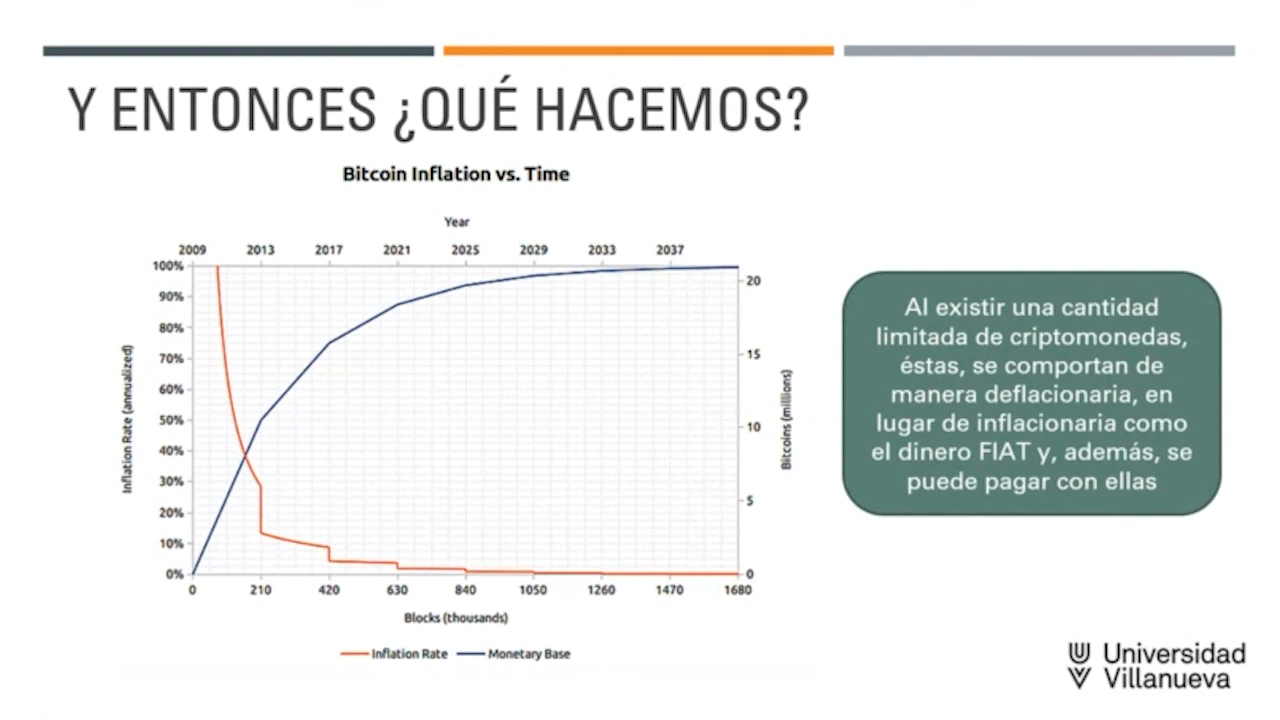 Y ENTONCES ¿QUÉ HACEMOS?
Bitcoin Inflation vs. Time
Year
2009 2013 2017 2021 2025 2029 2033 2037
100%
90%
80%
70%
60%
50%
40%
30%
20%
10%
0%
Inflation Rate (annualized)
20
15
10
5
0
Bitcoins (millions)
0 210 420 630 840 1050 1260 1470 1680
Blocks (thousands)
Inflation Rate Monetary Base
Al existir una cantidad
limitada de criptomonedas,
éstas, se comportan de
manera deflacionaria, en
lugar de inflacionaria como
el dinero FIAT y, además, se
puede pagar con ellas
Universidad
Villanueva